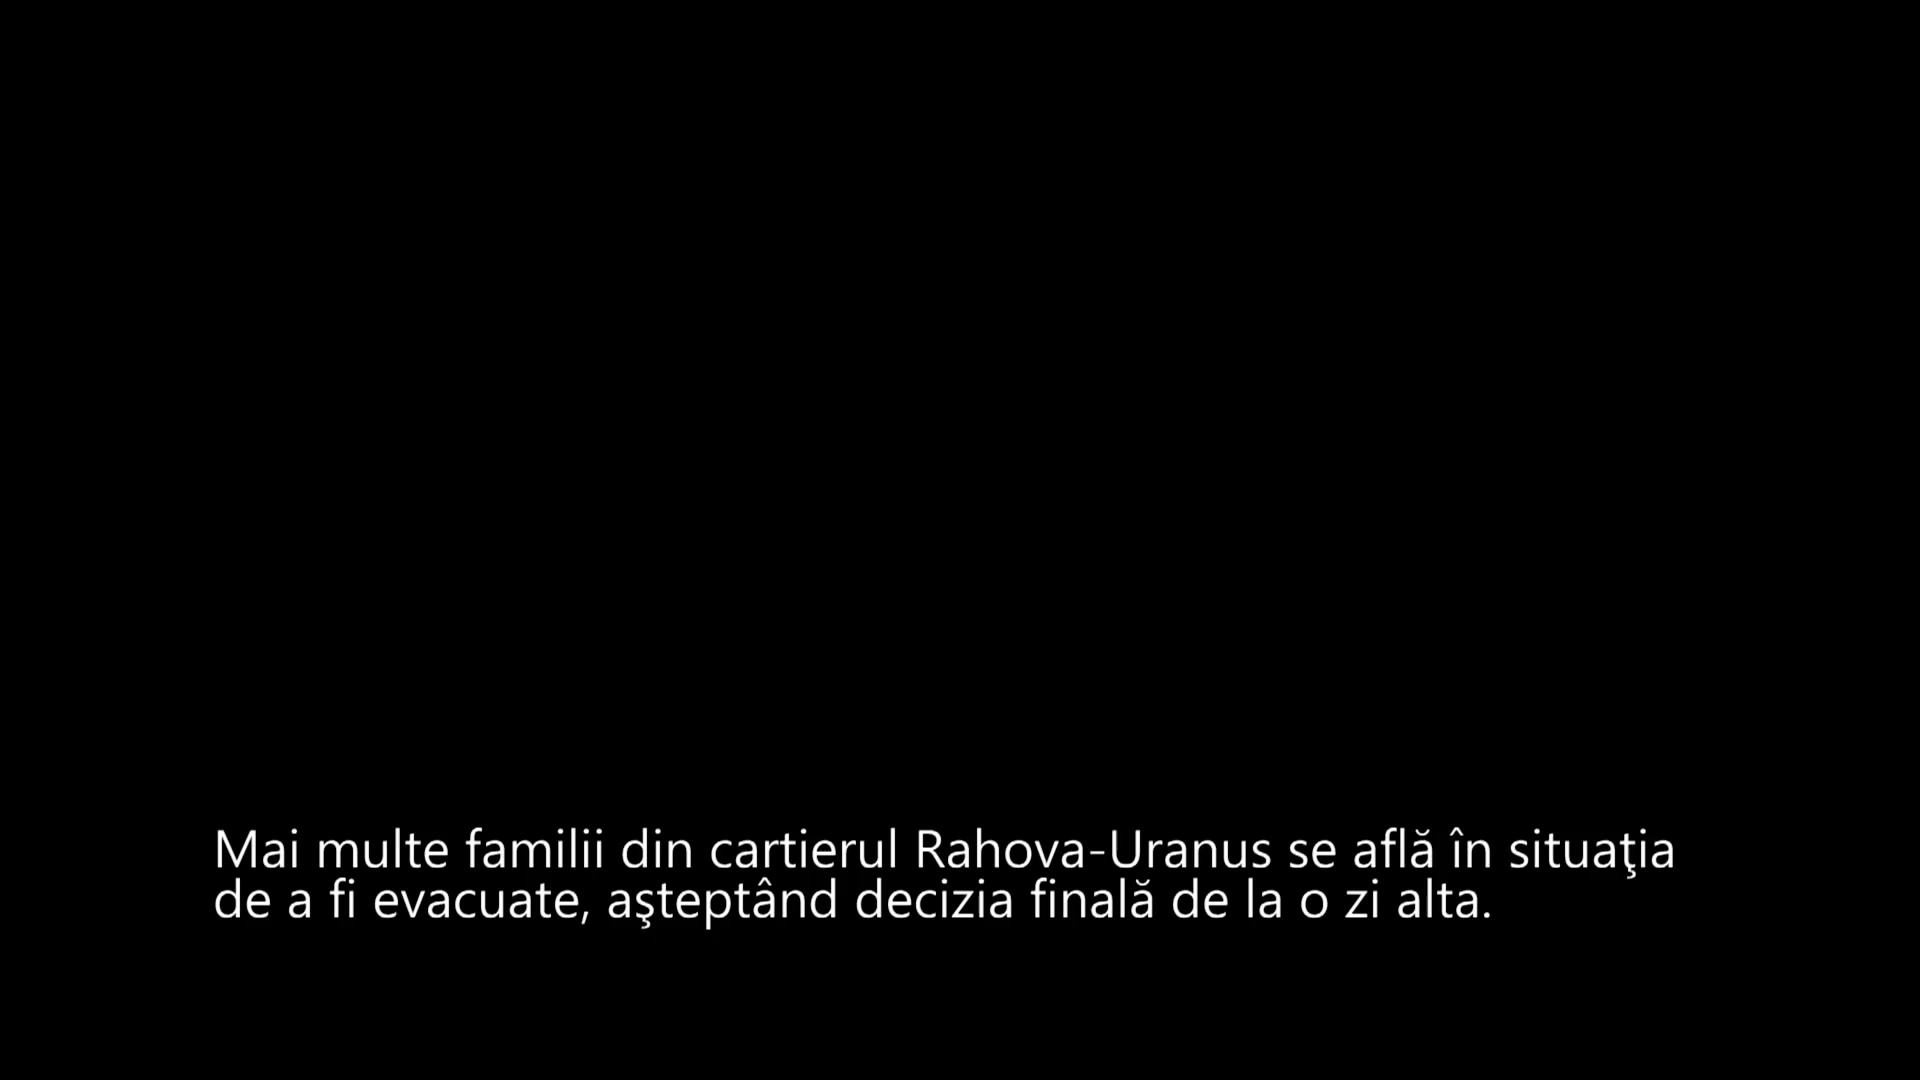 Mai multe familii din cartierul Rahova-Uranus se află în situaţia
de a fi evacuate, aşteptând decizia finală de la o zi alta.